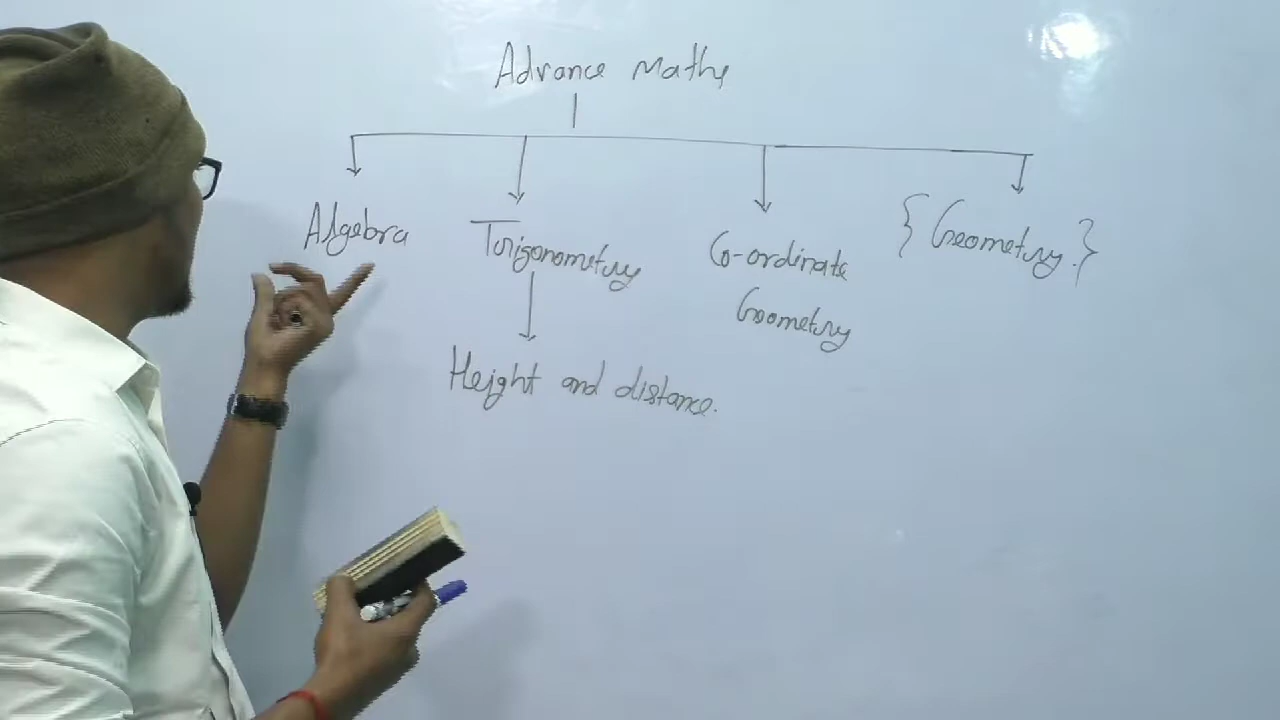 Advance Maths
Algebra
Trigonometry
Co-ordinate
Geometry
{ Geometry. }
Height and distance.